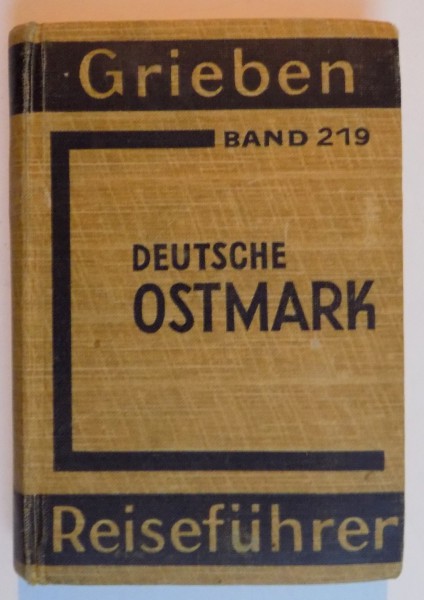 Grieben
BAND 219
DEUTSCHE
OSTMARK
Reiseführer